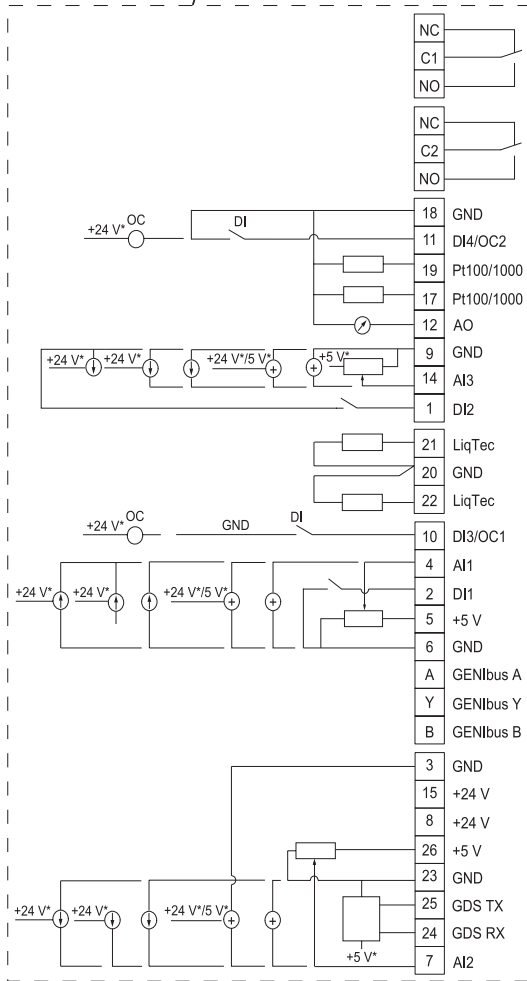 NC
C1
NO
NC
C2
NO
18 GND
+24 V* OC DI 11 DI4/OC2
19 Pt100/1000
17 Pt100/1000
12 AO
9 GND
+24 V* +24 V* +24 V*/5 V* +5 V*
14 AI3
1 DI2
21 LiqTec
20 GND
22 LiqTec
+24 V* OC GND DI 10 DI3/OC1
4 AI1
+24 V* +24 V* +24 V*/5 V* 2 DI1
5 +5 V
6 GND
A GENIbus A
Y GENIbus Y
B GENIbus B
3 GND
15 +24 V
8 +24 V
26 +5 V
23 GND
25 GDS TX
+24 V* +24 V* +24 V*/5 V*
24 GDS RX
+5 V* 7 AI2